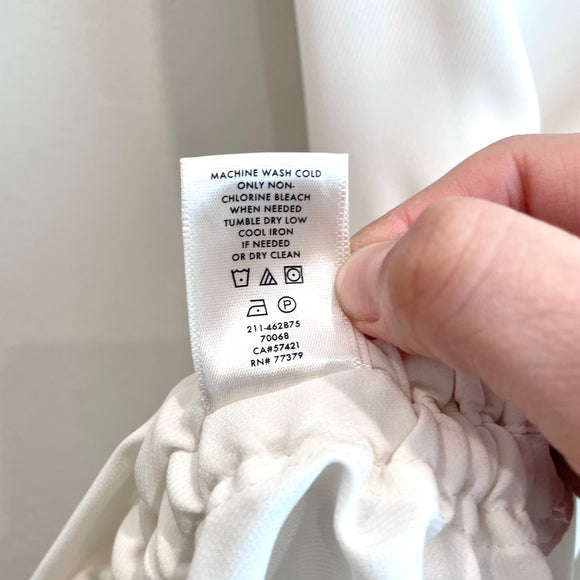 MACHINE WASH COLD
ONLY NON-
CHLORINE BLEACH
WHEN NEEDED
TUMBLE DRY LOW
COOL IRON
IF NEEDED
OR DRY CLEAN
P
211-462875
70068
CA#57421
RN# 77379